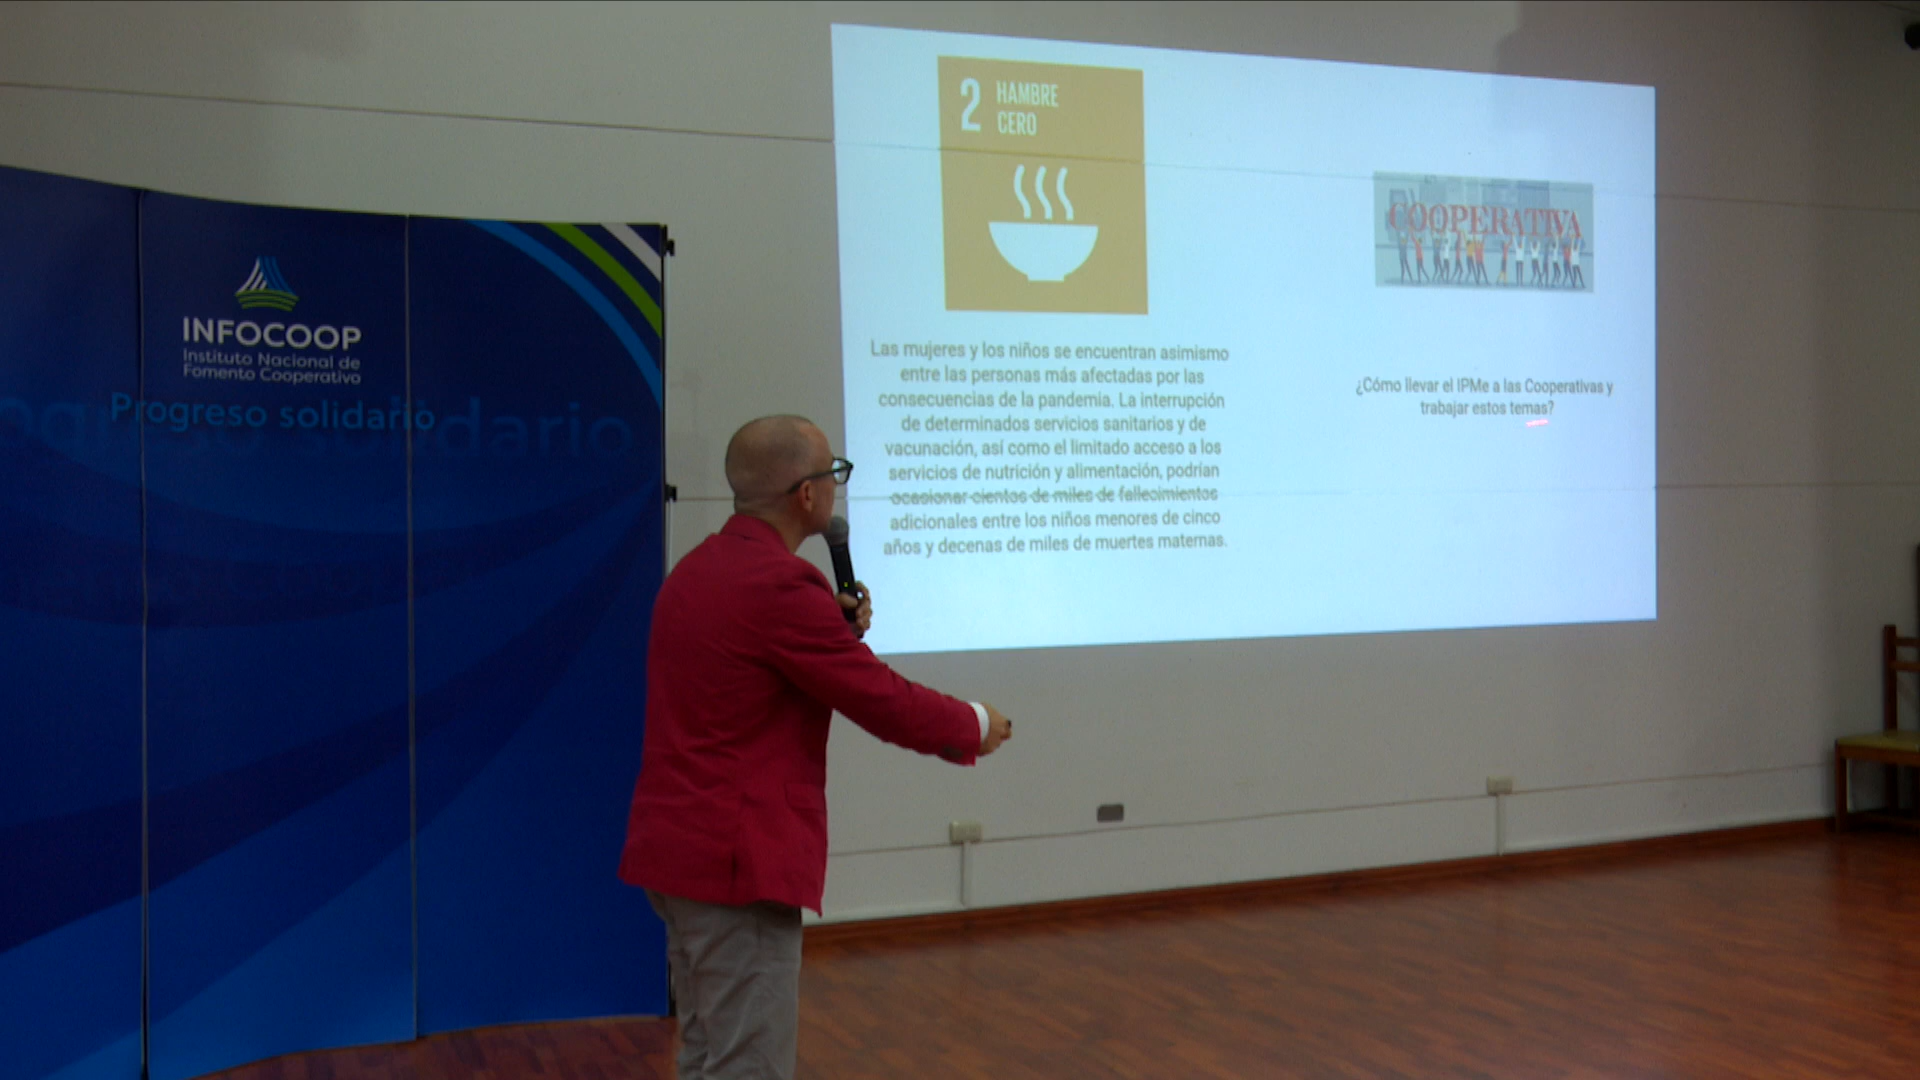 INFOCOOP
Instituto Nacional de
Fomento Cooperativo
Progreso solidario
2 HAMBRE
CERO
Las mujeres y los niños se encuentran asimismo
entre las personas más afectadas por las
consecuencias de la pandemia. La interrupción
de determinados servicios sanitarios y de
vacunación, así como el limitado acceso a los
servicios de nutrición y alimentación, podrían
ocasionar cientos de miles de fallecimientos
adicionales entre los niños menores de cinco
años y decenas de miles de muertes maternas.
COOPERATIVA
¿Cómo llevar el IPMe a las Cooperativas y
trabajar estos temas?